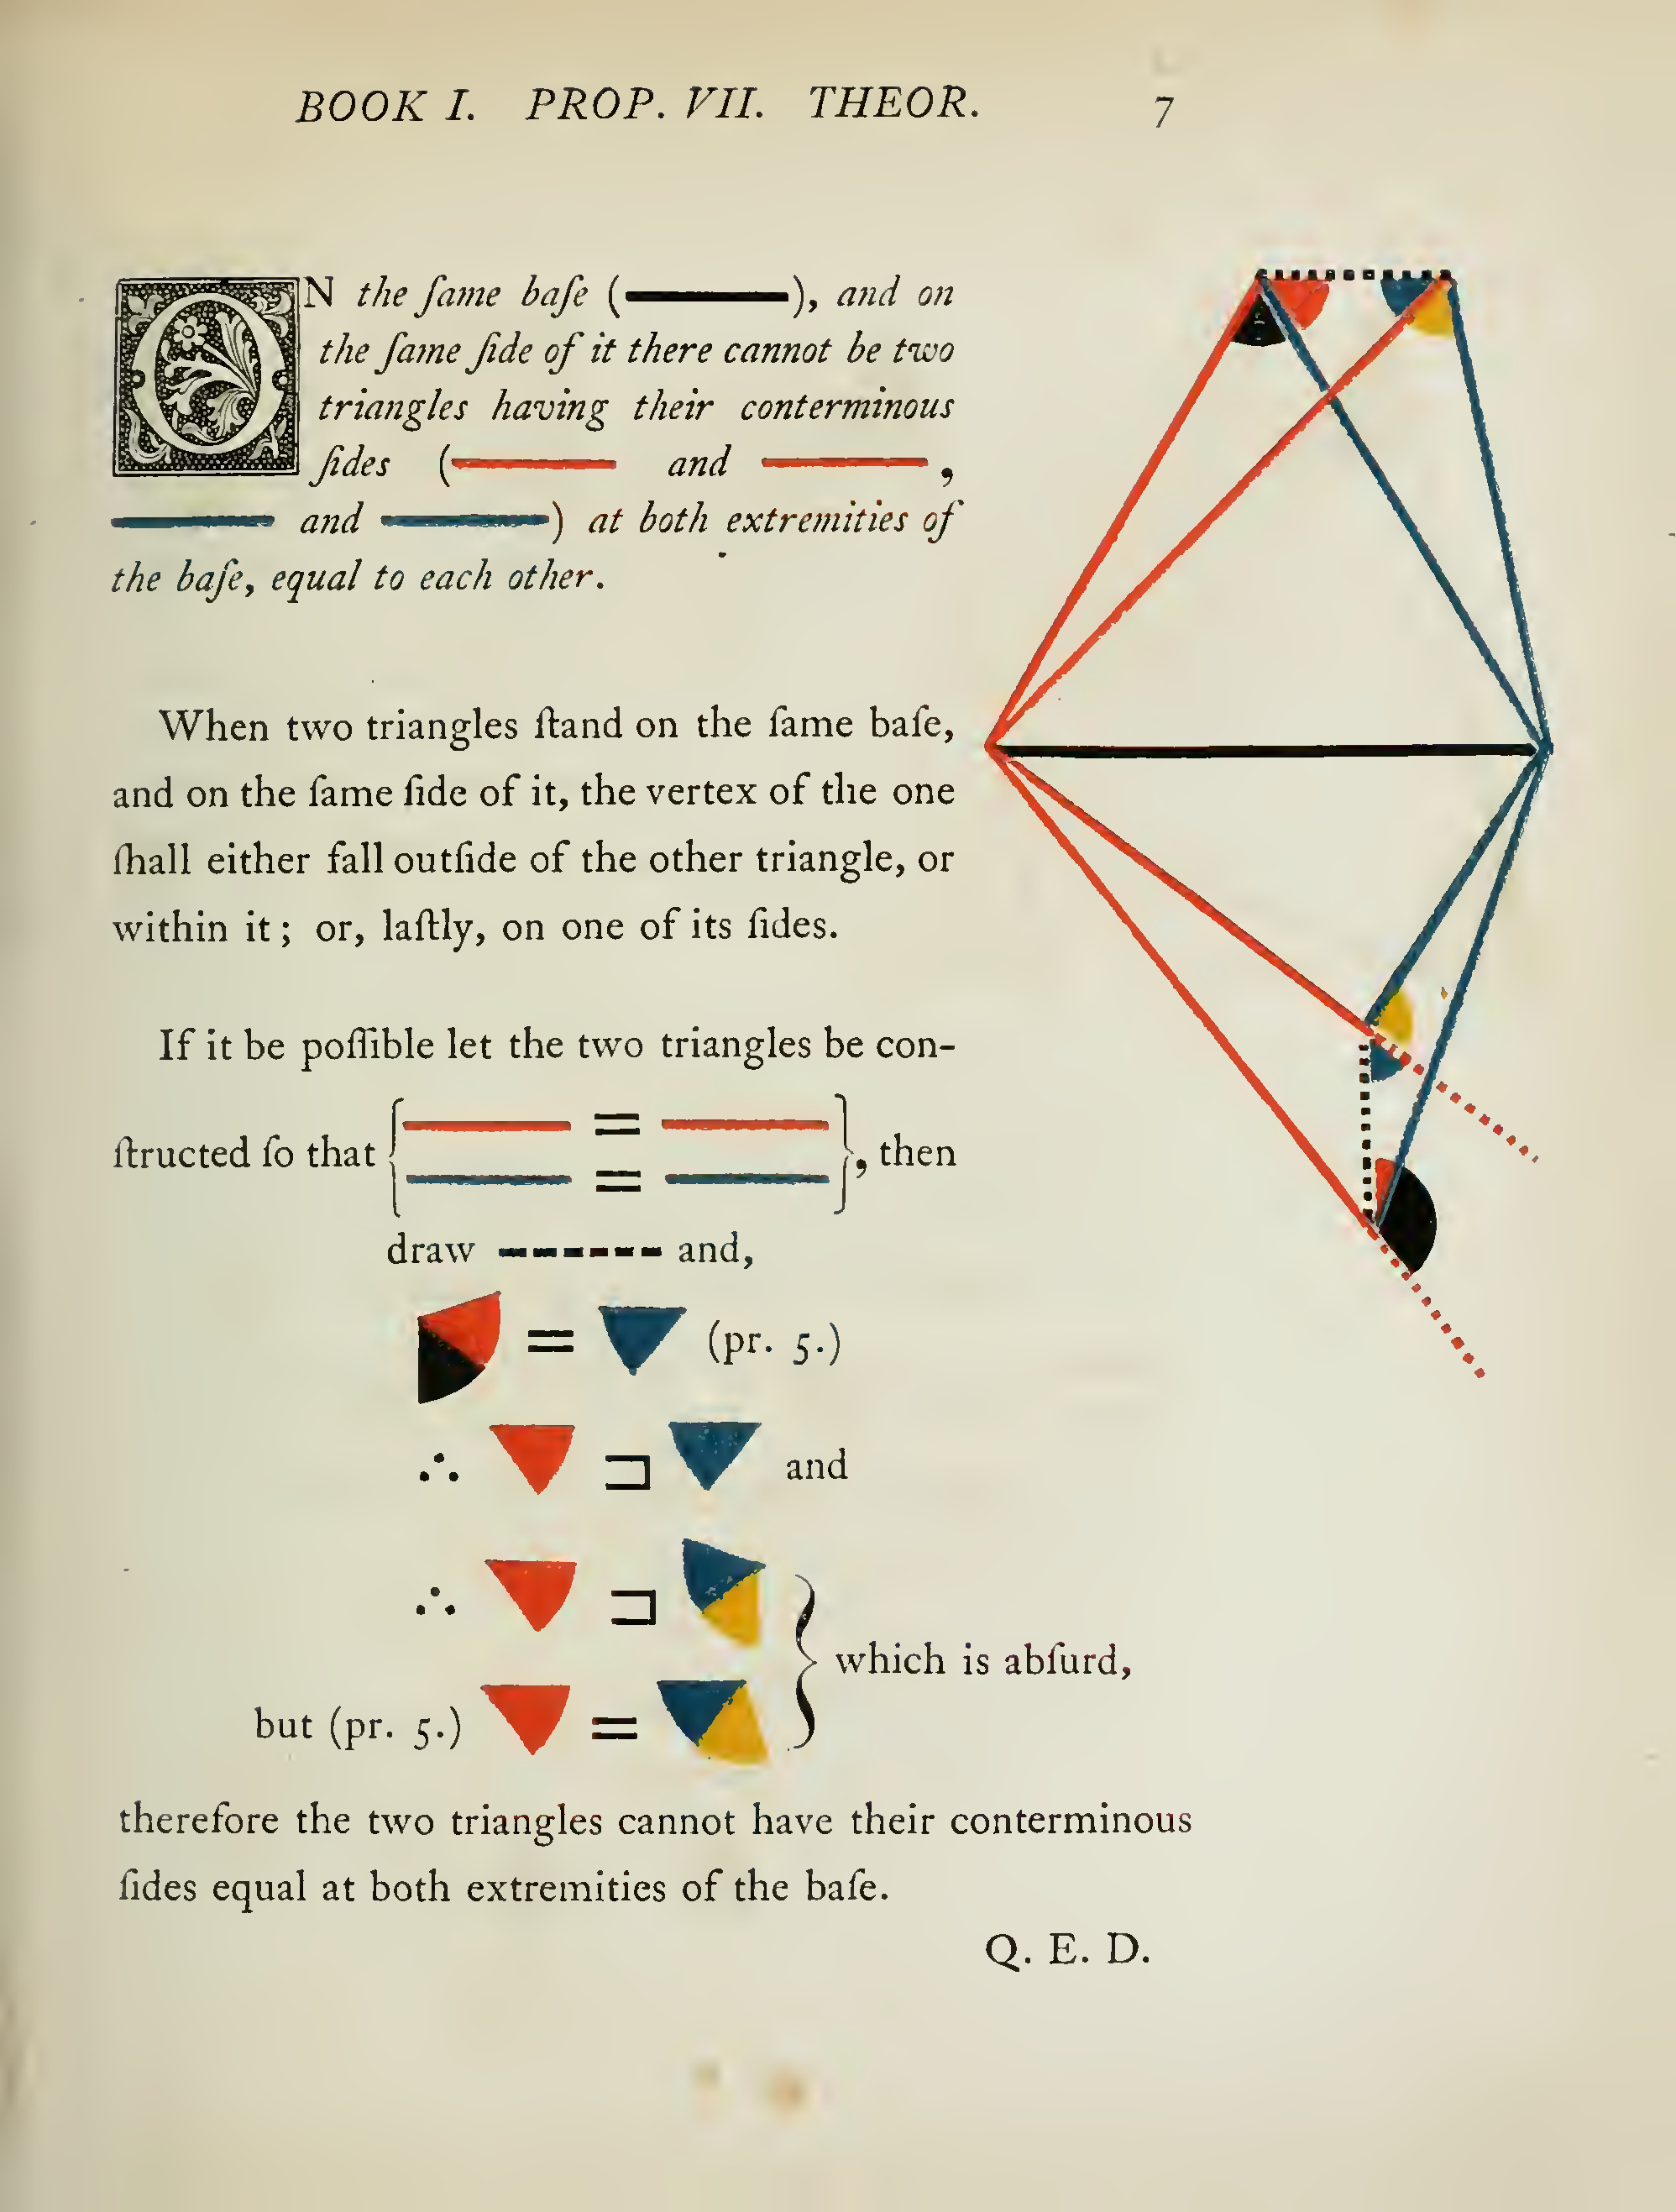 BOOK I. PROP. VII. THEOR. 7
ON the ſame baſe ( ), and on
the ſame ſide of it there cannot be two
triangles having their conterminous
ſides ( and ,
and ) at both extremities of
the baſe, equal to each other.
When two triangles ſtand on the ſame baſe,
and on the ſame ſide of it, the vertex of the one
ſhall either fall outſide of the other triangle, or
within it; or, laſtly, on one of its ſides.
If it be poſſible let the two triangles be con-
ſtructed ſo that { = = }, then
draw and,
= (pr. 5.)
∴ ⊐ and
∴ ⊐
which is abſurd,
but (pr. 5.) =
therefore the two triangles cannot have their conterminous
ſides equal at both extremities of the baſe.
Q. E. D.